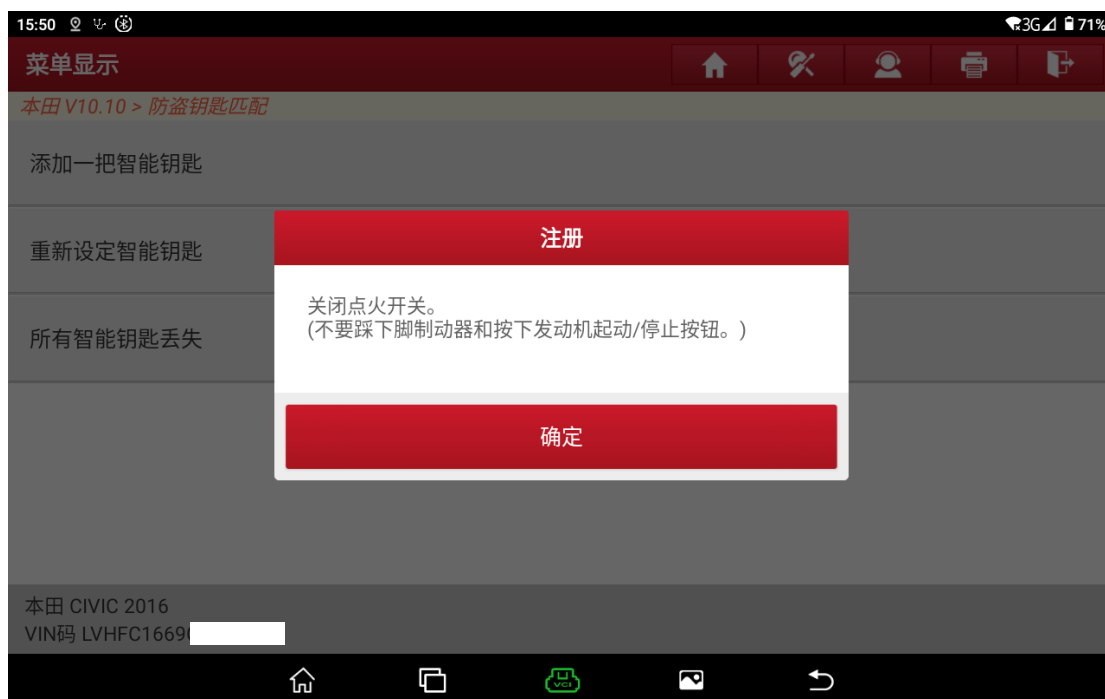 15:50
3G 71%
菜单显示
本田 V10.10 > 防盗钥匙匹配
添加一把智能钥匙
重新设定智能钥匙
所有智能钥匙丢失
注册
关闭点火开关。
(不要踩下脚制动器和按下发动机起动/停止按钮。)
确定
本田 CIVIC 2016
VIN码 LVHFC1669
VCI